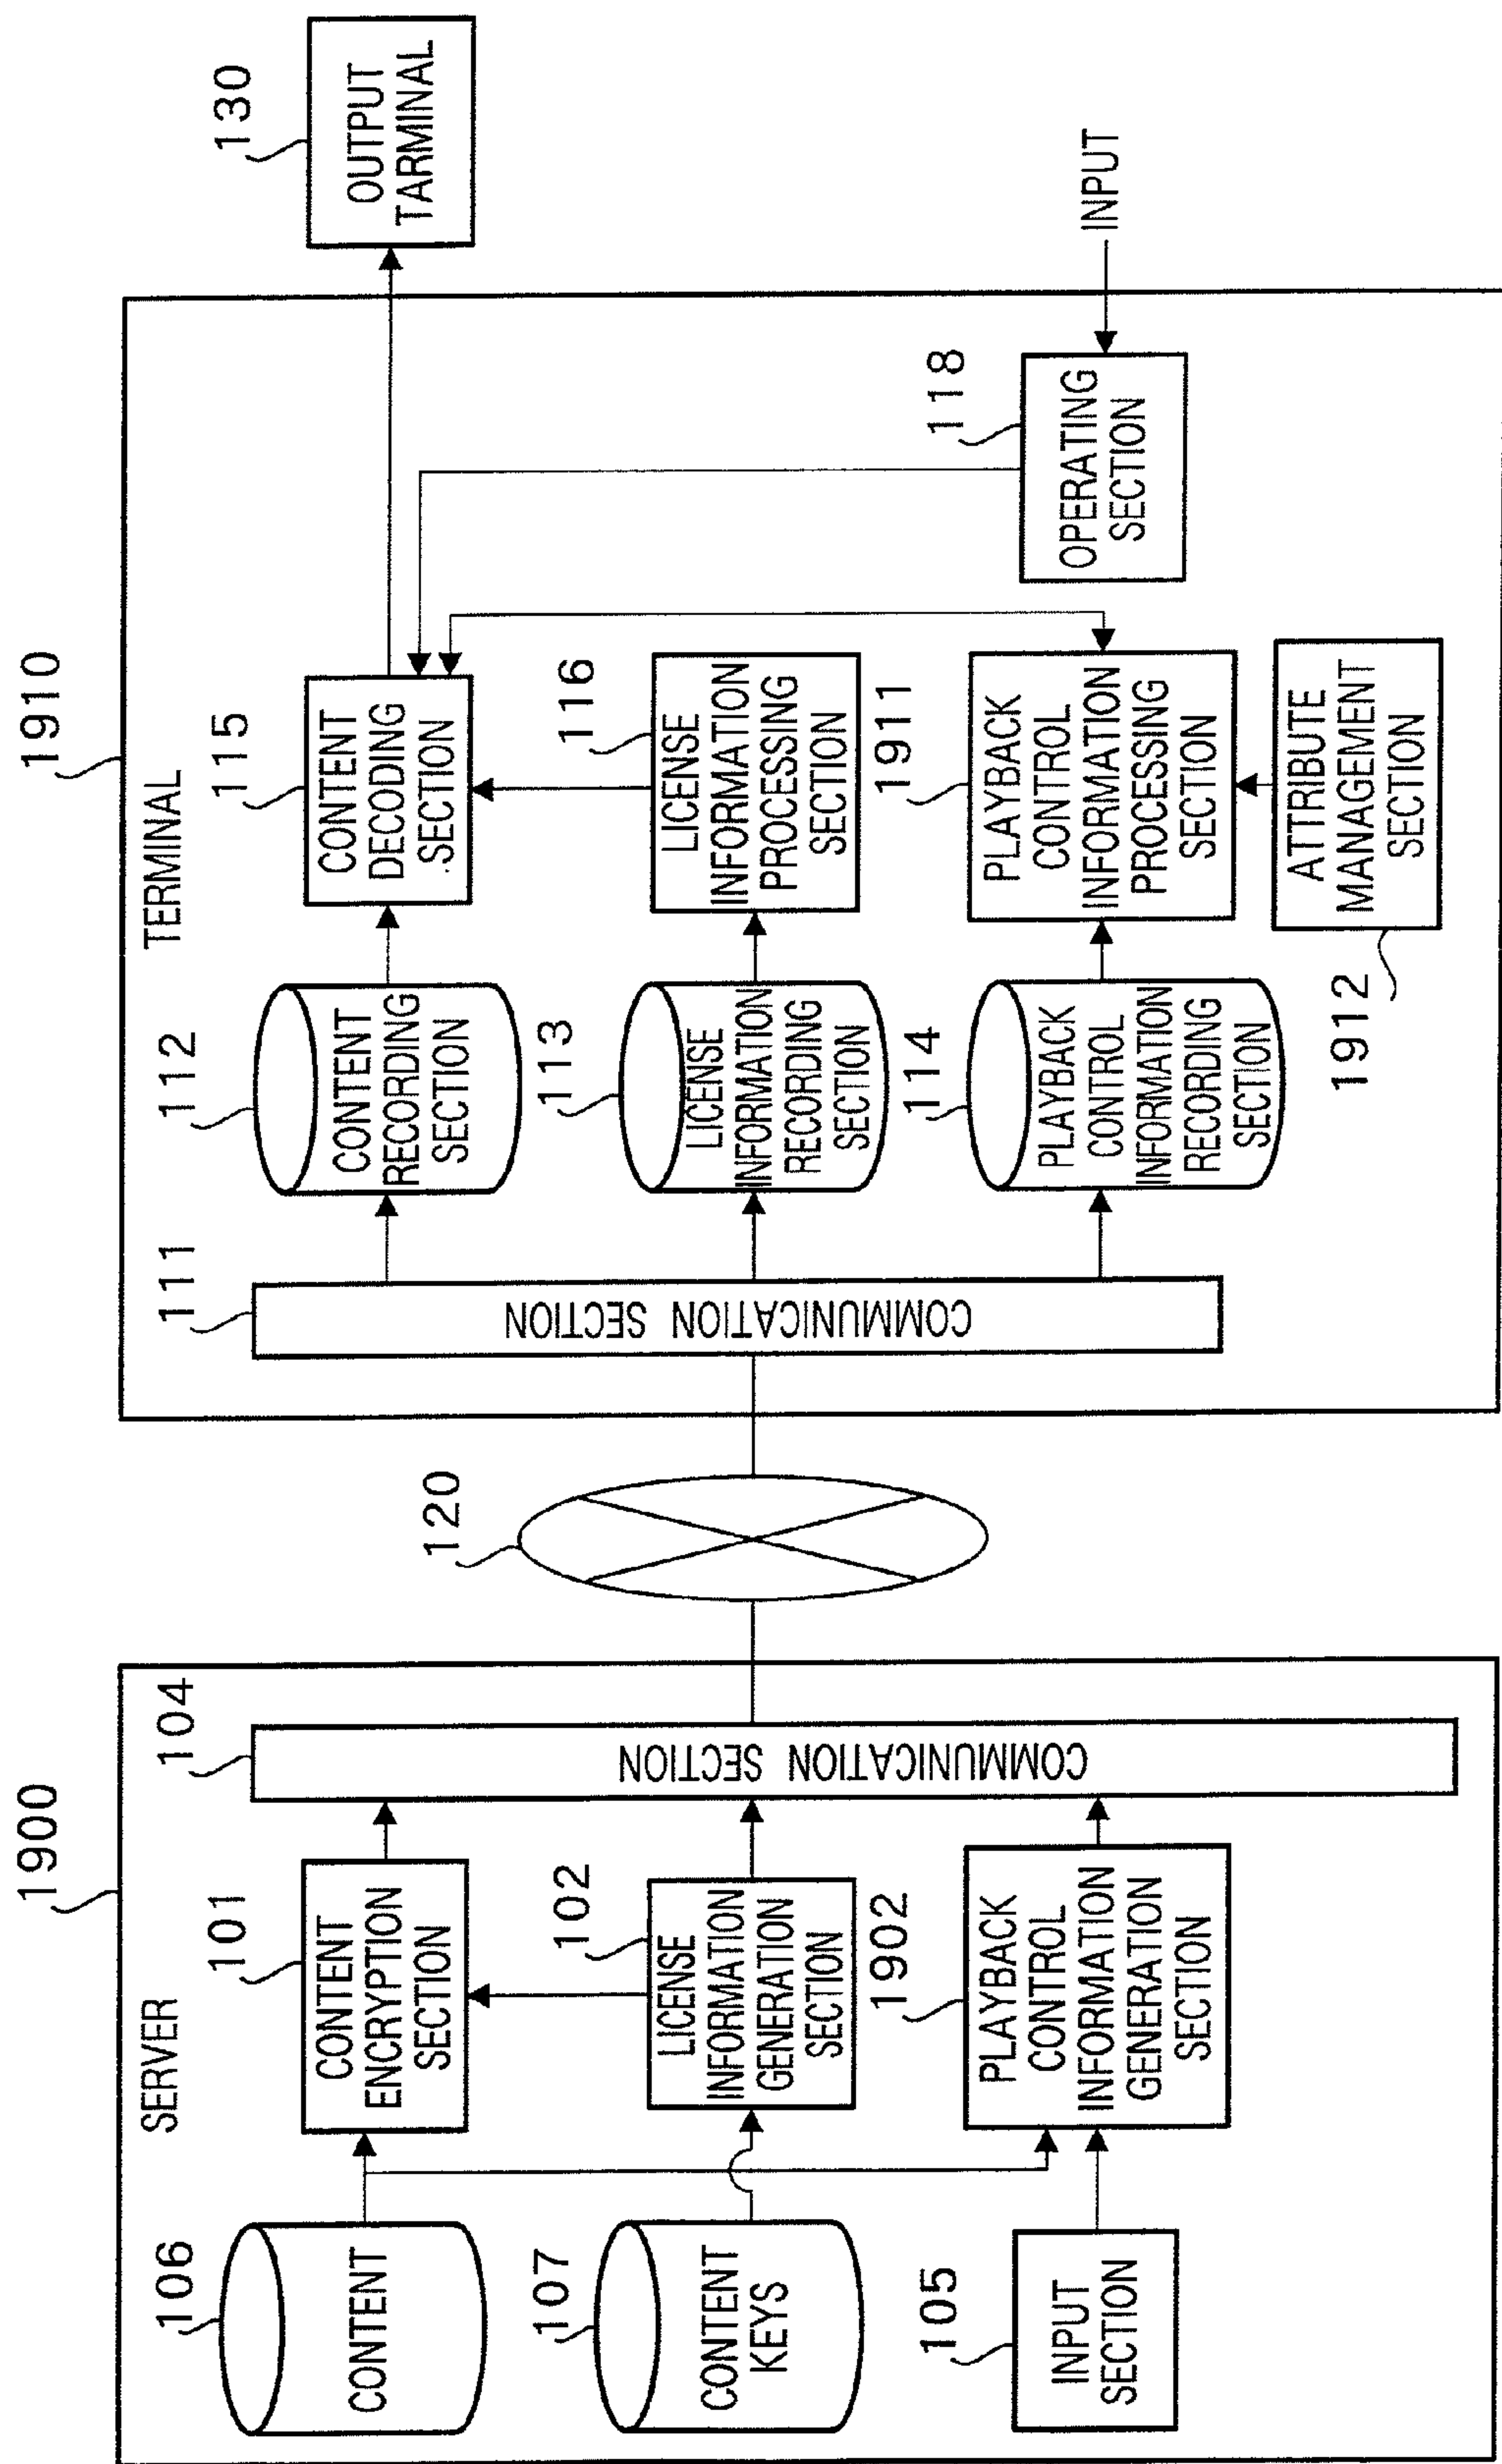 1900
SERVER
106
CONTENT
101
CONTENT
ENCRYPTION
SECTION
104
COMMUNICATION SECTION
107
CONTENT
KEYS
102
LICENSE
INFORMATION
GENERATION
SECTION
105
INPUT
SECTION
1902
PLAYBACK
CONTROL
INFORMATION
GENERATION
SECTION
120
1910
TERMINAL
111
COMMUNICATION SECTION
112
CONTENT
RECORDING
SECTION
115
CONTENT
DECODING
.SECTION
130
OUTPUT
TARMINAL
113
LICENSE
INFORMATION
RECORDING
SECTION
116
LICENSE
INFORMATION
PROCESSING
SECTION
114
PLAYBACK
CONTROL
INFORMATION
RECORDING
SECTION
1911
PLAYBACK
CONTROL
INFORMATION
PROCESSING
SECTION
118
OPERATING
SECTION
INPUT
1912
ATTRIBUTE
MANAGEMENT
SECTION